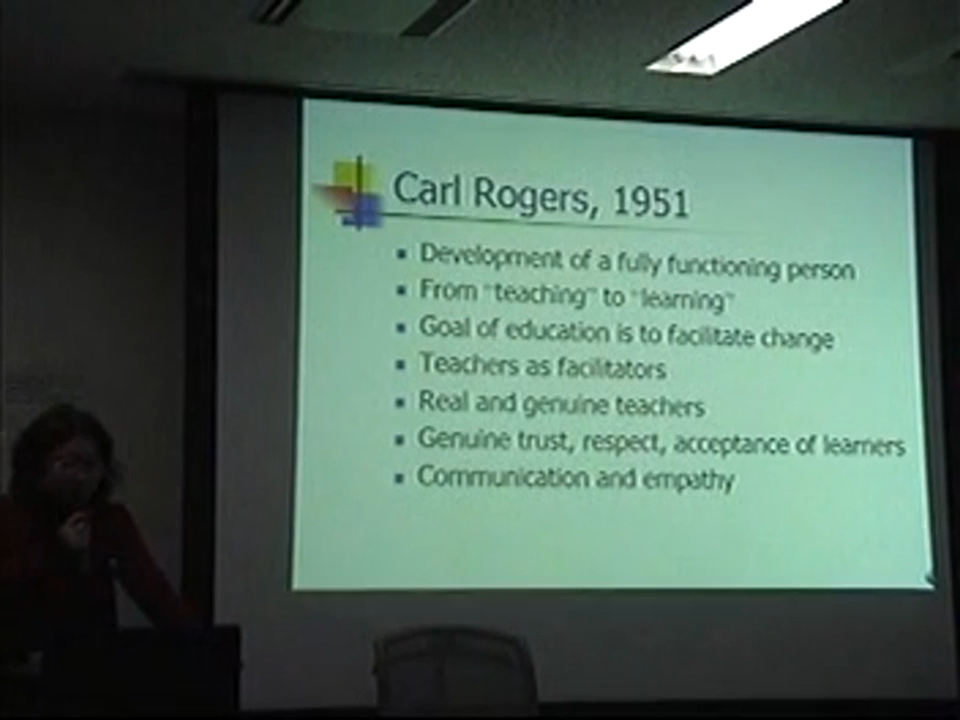 Carl Rogers, 1951
▪ Development of a fully functioning person
▪ From "teaching" to "learning"
▪ Goal of education is to facilitate change
▪ Teachers as facilitators
▪ Real and genuine teachers
▪ Genuine trust, respect, acceptance of learners
▪ Communication and empathy